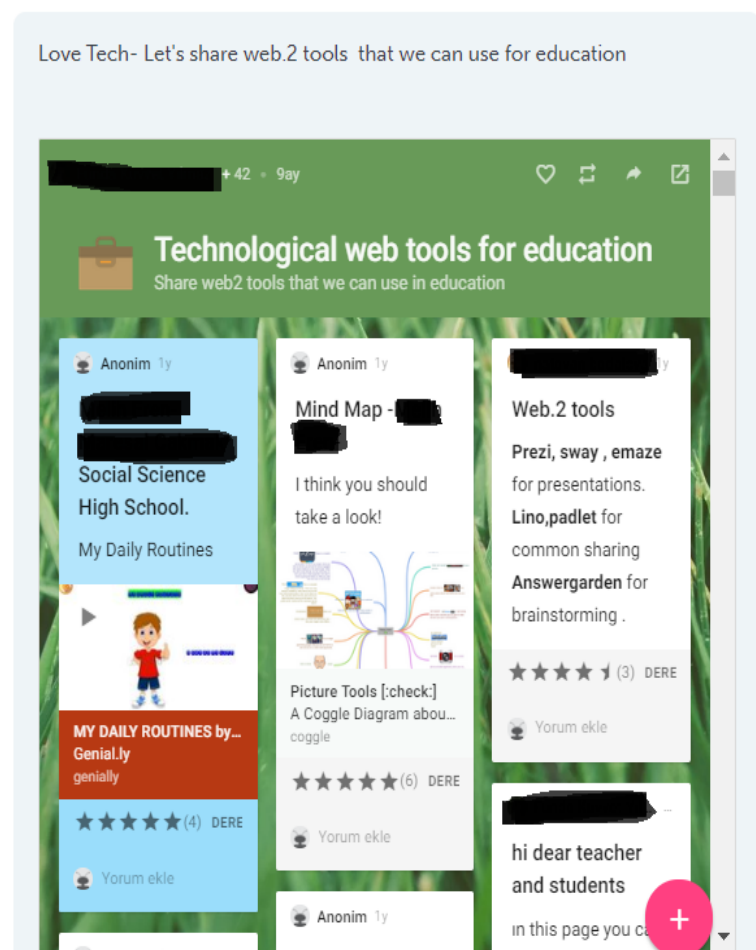 Love Tech- Let's share web.2 tools that we can use for education
+ 42 • 9ay
Technological web tools for education
Share web2 tools that we can use in education
Anonim 1y
Social Science
High School.
My Daily Routines
MY DAILY ROUTINES by...
Genial.ly
genially
(4) DERE
Yorum ekle
Anonim 1y
Mind Map -
I think you should
take a look!
Picture Tools [:check:]
A Coggle Diagram abou...
coggle
(6) DERE
Yorum ekle
Anonim 1y
1y
Web.2 tools
Prezi, sway , emaze
for presentations.
Lino,padlet for
common sharing
Answergarden for
brainstorming .
(3) DERE
Yorum ekle
...
hi dear teacher
and students
ın this page you
+